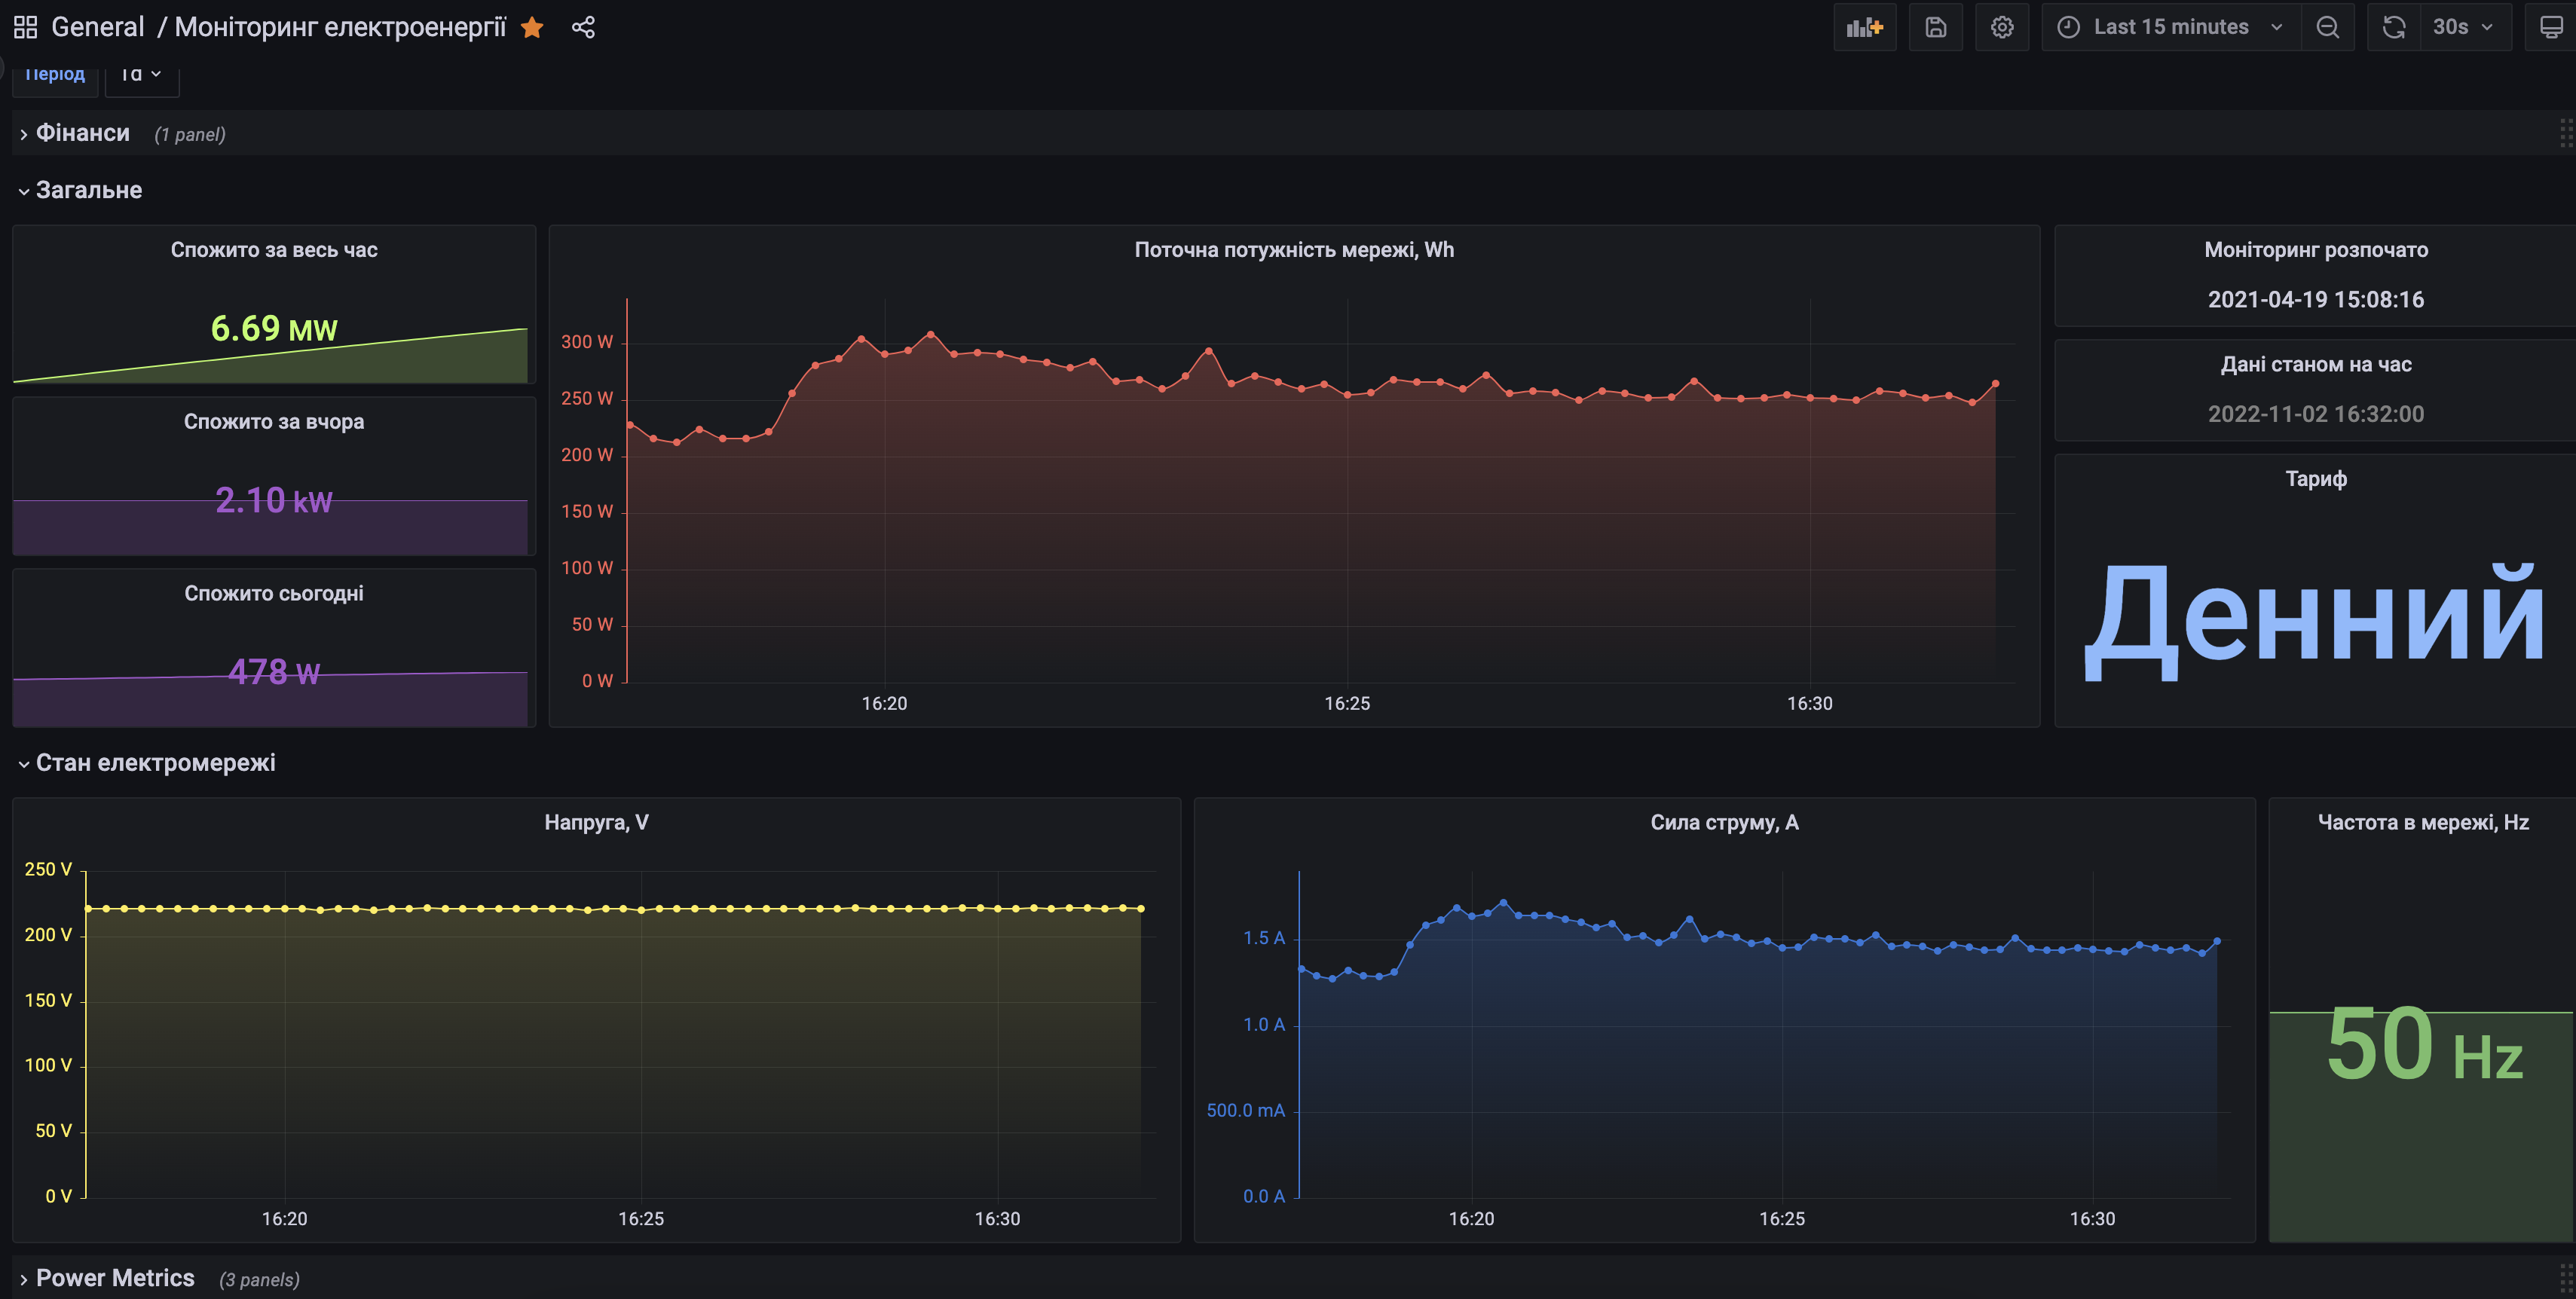 General / Моніторинг електроенергії
Last 15 minutes
30s
Період
1d
Фінанси (1 panel)
Загальне
Спожито за весь час
6.69 MW
Спожито за вчора
2.10 kW
Спожито сьогодні
478 W
Поточна потужність мережі, Wh
300 W
250 W
200 W
150 W
100 W
50 W
0 W
16:20
16:25
16:30
Моніторинг розпочато
2021-04-19 15:08:16
Дані станом на час
2022-11-02 16:32:00
Тариф
Денний
Стан електромережі
Напруга, V
250 V
200 V
150 V
100 V
50 V
0 V
16:20
16:25
16:30
Сила струму, A
1.5 A
1.0 A
500.0 mA
0.0 A
16:20
16:25
16:30
Частота в мережі, Hz
50 Hz
Power Metrics (3 panels)